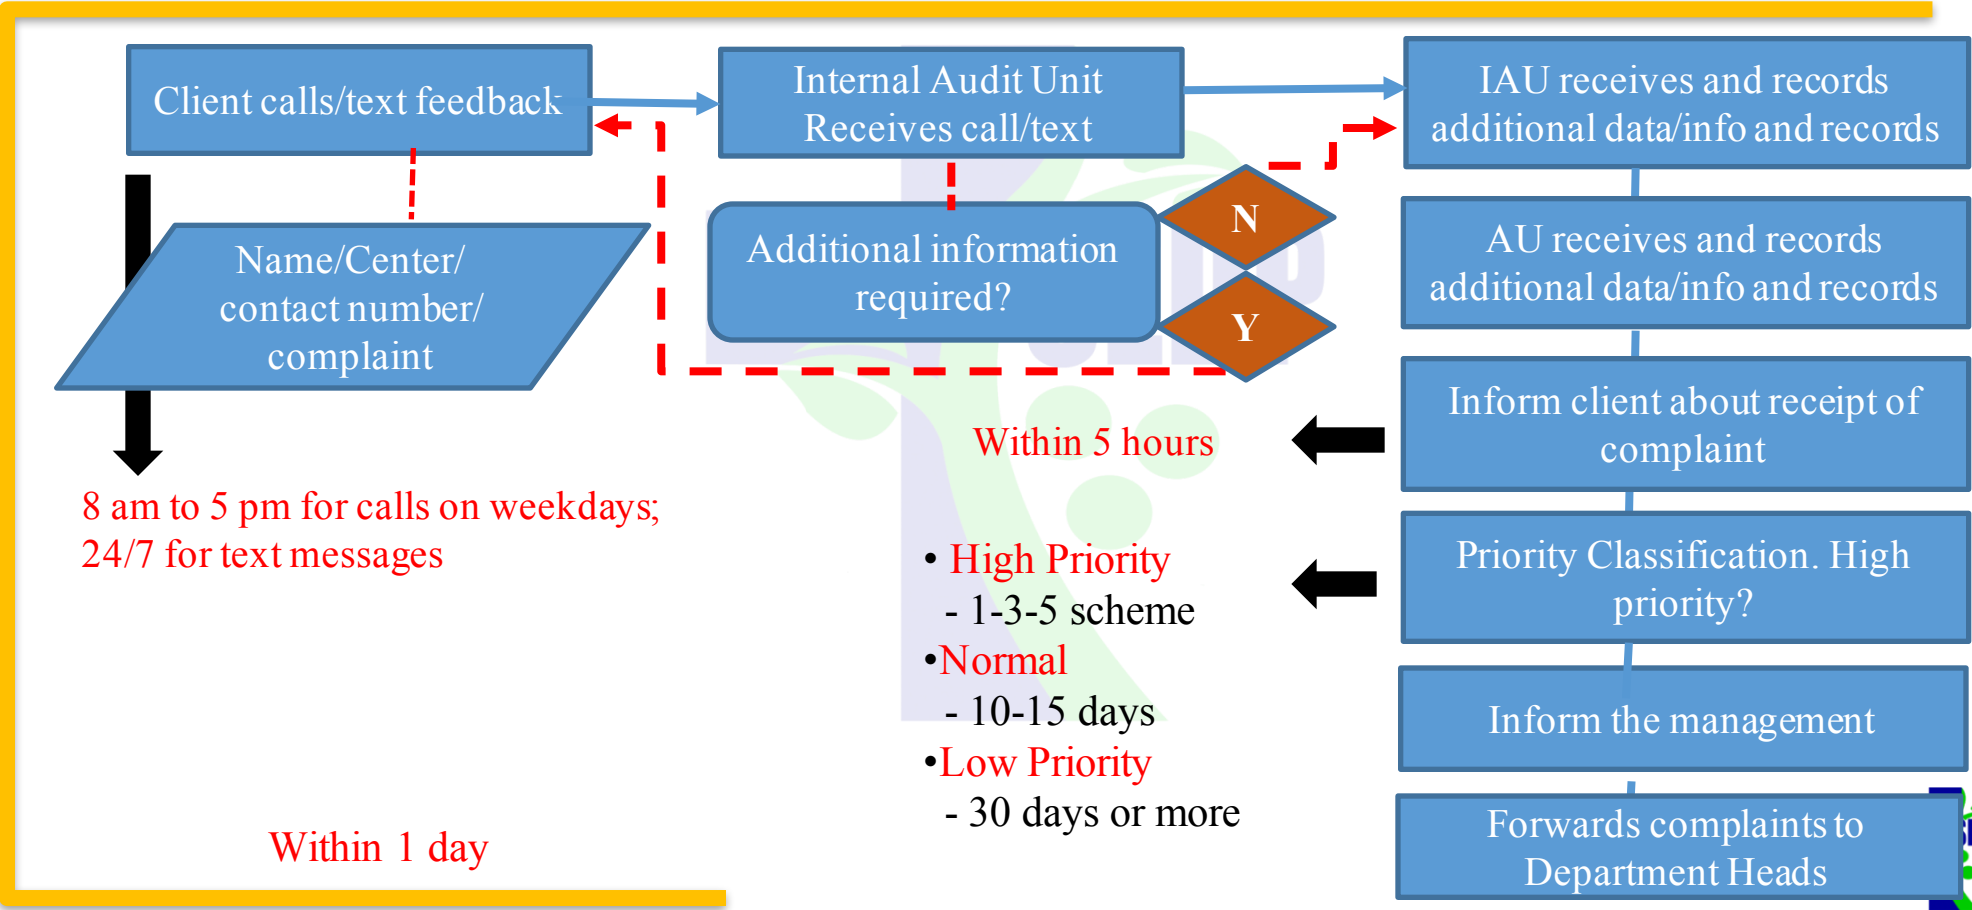 Client calls/text feedback
Internal Audit Unit
Receives call/text
IAU receives and records
additional data/info and records
Name/Center/
contact number/
complaint
Additional information
required?
N
Y
AU receives and records
additional data/info and records
Inform client about receipt of
complaint
Within 5 hours
8 am to 5 pm for calls on weekdays;
24/7 for text messages
Priority Classification. High
priority?
• High Priority
- 1-3-5 scheme
•Normal
- 10-15 days
•Low Priority
- 30 days or more
Inform the management
Forwards complaints to
Department Heads
Within 1 day